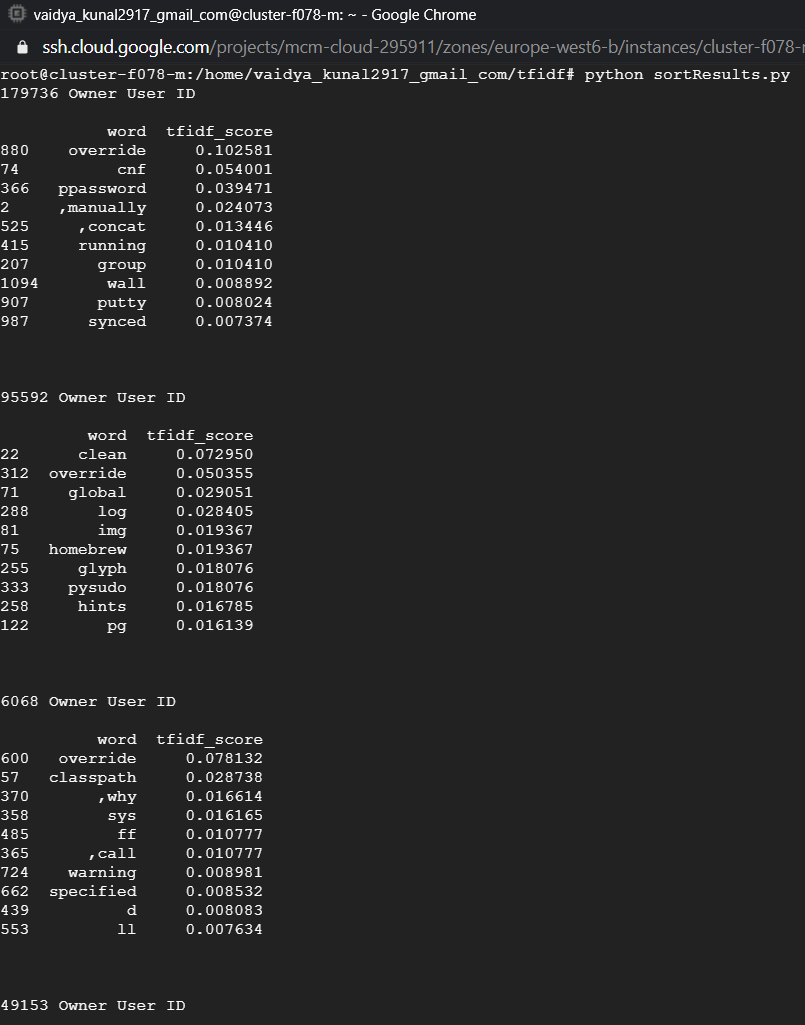 vaidya_kunal2917_gmail_com@cluster-f078-m: ~ - Google Chrome
ssh.cloud.google.com/projects/mcm-cloud-295911/zones/europe-west6-b/instances/cluster-f078-
root@cluster-f078-m:/home/vaidya_kunal2917_gmail_com/tfidf# python sortResults.py
179736 Owner User ID
word tfidf_score
880 override 0.102581
74 cnf 0.054001
366 ppassword 0.039471
2 ,manually 0.024073
525 ,concat 0.013446
415 running 0.010410
207 group 0.010410
1094 wall 0.008892
907 putty 0.008024
987 synced 0.007374
95592 Owner User ID
word tfidf_score
22 clean 0.072950
312 override 0.050355
71 global 0.029051
288 log 0.028405
81 img 0.019367
75 homebrew 0.019367
255 glyph 0.018076
333 pysudo 0.018076
258 hints 0.016785
122 pg 0.016139
6068 Owner User ID
word tfidf_score
600 override 0.078132
57 classpath 0.028738
370 ,why 0.016614
358 sys 0.016165
485 ff 0.010777
365 ,call 0.010777
724 warning 0.008981
662 specified 0.008532
439 d 0.008083
553 ll 0.007634
49153 Owner User ID